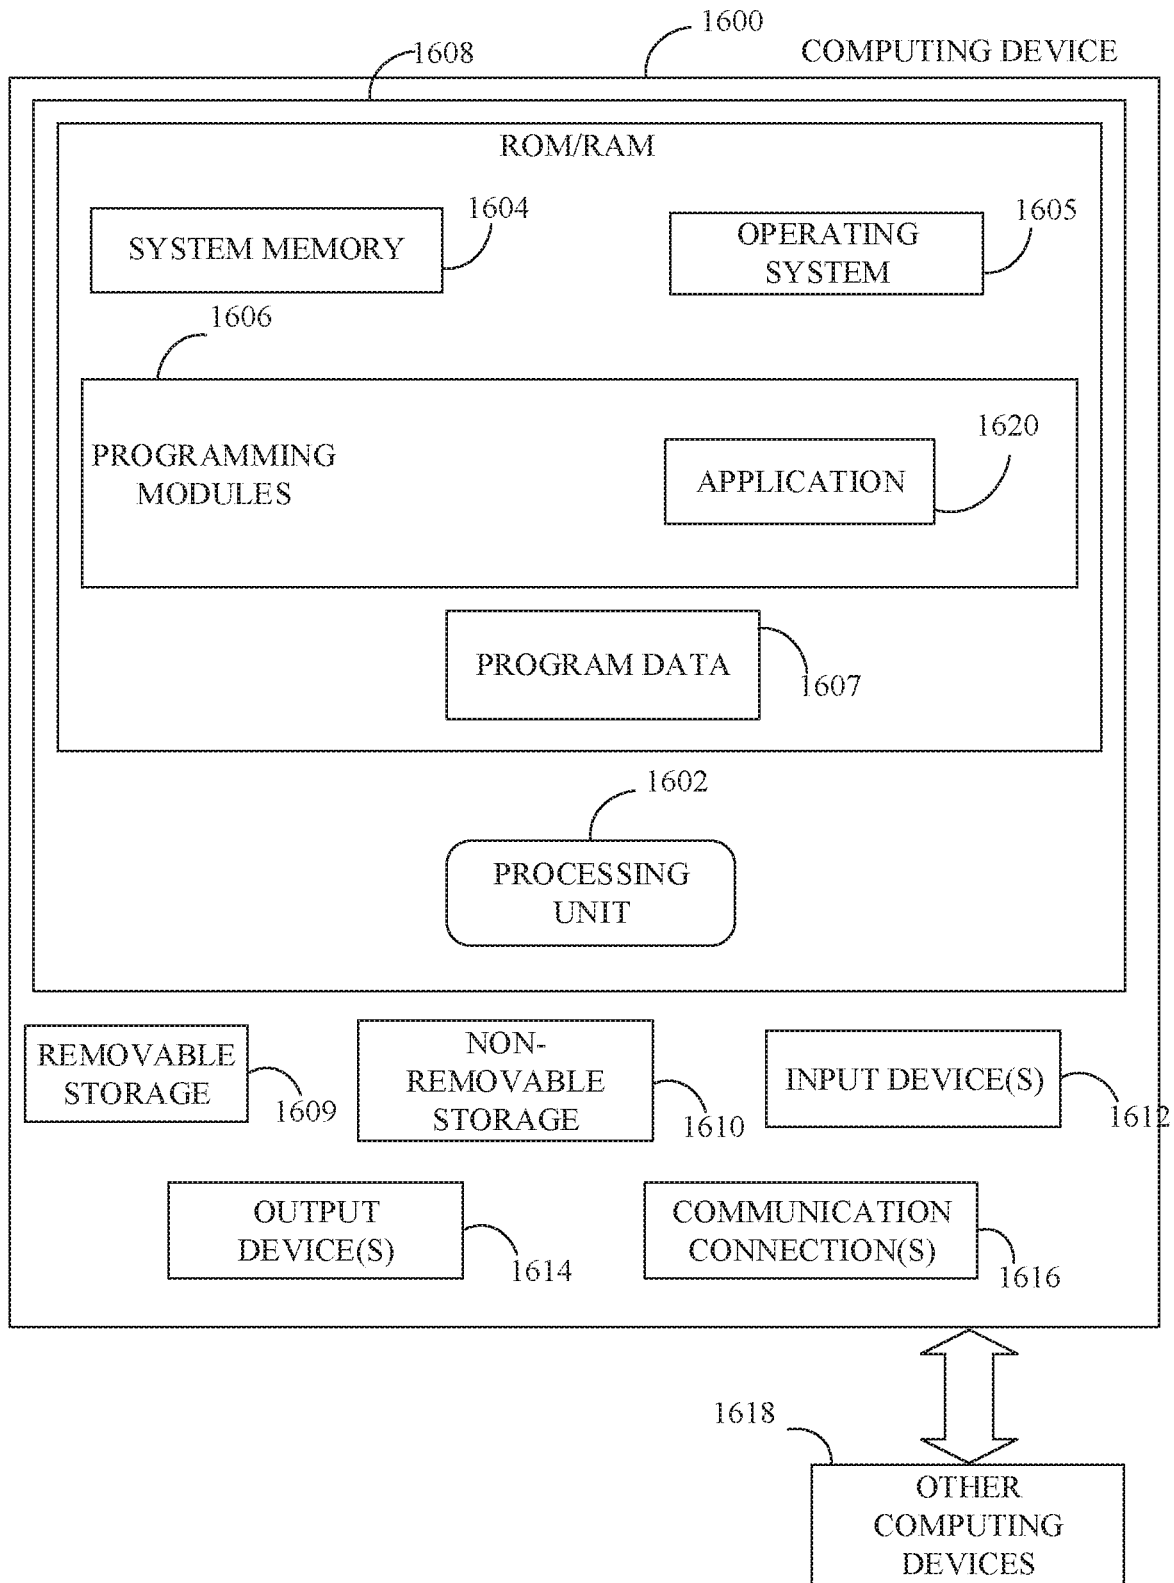 1600
COMPUTING DEVICE
1608
ROM/RAM
SYSTEM MEMORY
1604
OPERATING
SYSTEM
1605
1606
PROGRAMMING
MODULES
APPLICATION
1620
PROGRAM DATA
1607
1602
PROCESSING
UNIT
REMOVABLE
STORAGE
1609
NON-
REMOVABLE
STORAGE
1610
INPUT DEVICE(S)
1612
OUTPUT
DEVICE(S)
1614
COMMUNICATION
CONNECTION(S)
1616
1618
OTHER
COMPUTING
DEVICES